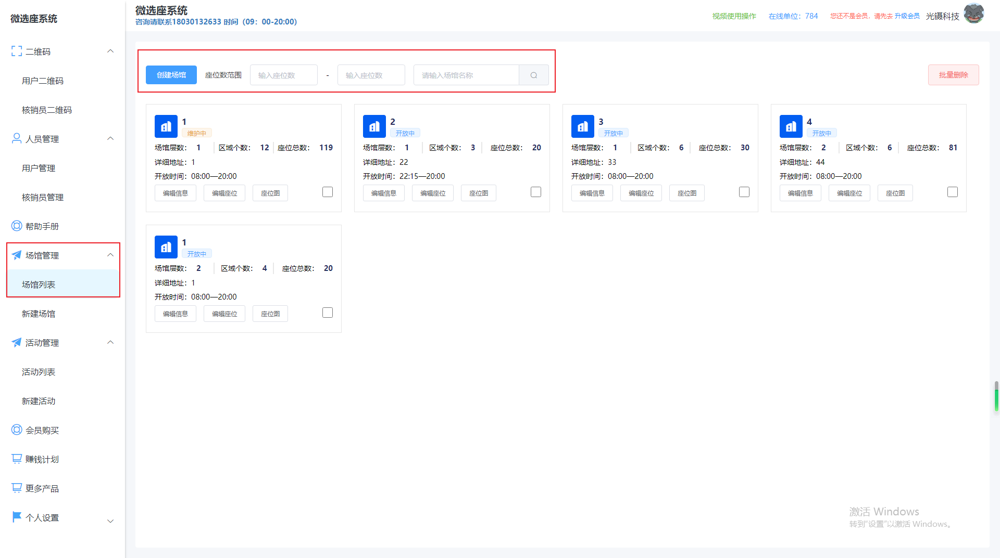 微选座系统
二维码
用户二维码
核销员二维码
人员管理
用户管理
核销员管理
帮助手册
场馆管理
场馆列表
新建场馆
活动管理
活动列表
新建活动
会员购买
赚钱计划
更多产品
个人设置
微选座系统
咨询请联系18030132633 时间（09：00-20:00）
视频使用操作 在线单位：784 您还不是会员，请先去 升级会员 光镊科技
创建场馆 座位数范围 输入座位数 - 输入座位数 请输入场馆名称 批量删除
1
维护中
场馆层数： 1 区域个数： 12 座位总数： 119
详细地址：1
开放时间：08:00—20:00
编辑信息 编辑座位 座位图
2
开放中
场馆层数： 1 区域个数： 3 座位总数： 20
详细地址：22
开放时间：22:15—20:00
编辑信息 编辑座位 座位图
3
开放中
场馆层数： 1 区域个数： 6 座位总数： 30
详细地址：33
开放时间：08:00—20:00
编辑信息 编辑座位 座位图
4
开放中
场馆层数： 2 区域个数： 6 座位总数： 81
详细地址：44
开放时间：08:00—20:00
编辑信息 编辑座位 座位图
1
开放中
场馆层数： 2 区域个数： 4 座位总数： 20
详细地址：1
开放时间：08:00—20:00
编辑信息 编辑座位 座位图
激活 Windows
转到“设置”以激活 Windows。